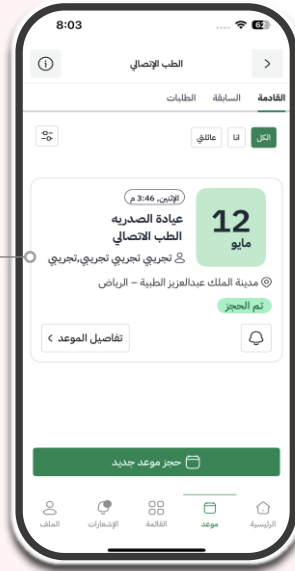 8:03
62
الطب الإتصالي
القادمة السابقة الطلبات
الكل انا عائلتي
12
مايو
الإثنين, 3:46 م
عيادة الصدريه
الطب الاتصالي
تجريبي تجريبي تجريبي,تجريبي
مدينة الملك عبدالعزيز الطبية – الرياض
تم الحجز
تفاصيل الموعد
حجز موعد جديد
الرئيسية موعد القائمة الإشعارات الملف